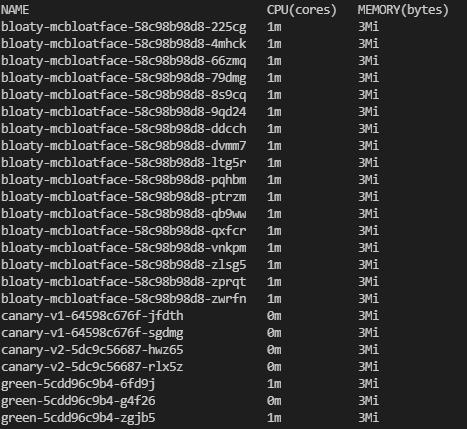 NAME CPU(cores) MEMORY(bytes)
bloaty-mcbloatface-58c98b98d8-225cg 1m 3Mi
bloaty-mcbloatface-58c98b98d8-4mhck 1m 3Mi
bloaty-mcbloatface-58c98b98d8-66zmq 1m 3Mi
bloaty-mcbloatface-58c98b98d8-79dmg 1m 3Mi
bloaty-mcbloatface-58c98b98d8-8s9cq 1m 3Mi
bloaty-mcbloatface-58c98b98d8-9qd24 1m 3Mi
bloaty-mcbloatface-58c98b98d8-ddcch 1m 3Mi
bloaty-mcbloatface-58c98b98d8-dvmm7 1m 3Mi
bloaty-mcbloatface-58c98b98d8-ltg5r 1m 3Mi
bloaty-mcbloatface-58c98b98d8-pqhbm 1m 3Mi
bloaty-mcbloatface-58c98b98d8-ptrzm 1m 3Mi
bloaty-mcbloatface-58c98b98d8-qb9ww 1m 3Mi
bloaty-mcbloatface-58c98b98d8-qxfcr 1m 3Mi
bloaty-mcbloatface-58c98b98d8-vnkpm 1m 3Mi
bloaty-mcbloatface-58c98b98d8-zlsg5 1m 3Mi
bloaty-mcbloatface-58c98b98d8-zprqt 1m 3Mi
bloaty-mcbloatface-58c98b98d8-zwrfn 1m 3Mi
canary-v1-64598c676f-jfdth 0m 3Mi
canary-v1-64598c676f-sgdmg 0m 3Mi
canary-v2-5dc9c56687-hwz65 0m 3Mi
canary-v2-5dc9c56687-rlx5z 0m 3Mi
green-5cdd96c9b4-6fd9j 1m 3Mi
green-5cdd96c9b4-g4f26 0m 3Mi
green-5cdd96c9b4-zgjb5 1m 3Mi